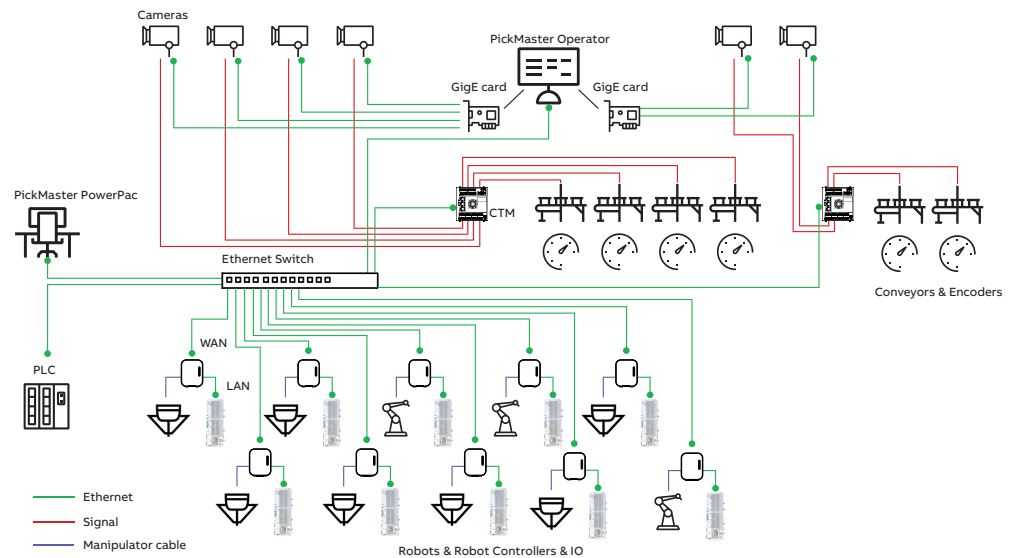 Cameras
PickMaster Operator
GigE card
GigE card
PickMaster PowerPac
CTM
Ethernet Switch
Conveyors & Encoders
WAN
PLC
LAN
Ethernet
Signal
Manipulator cable
Robots & Robot Controllers & IO